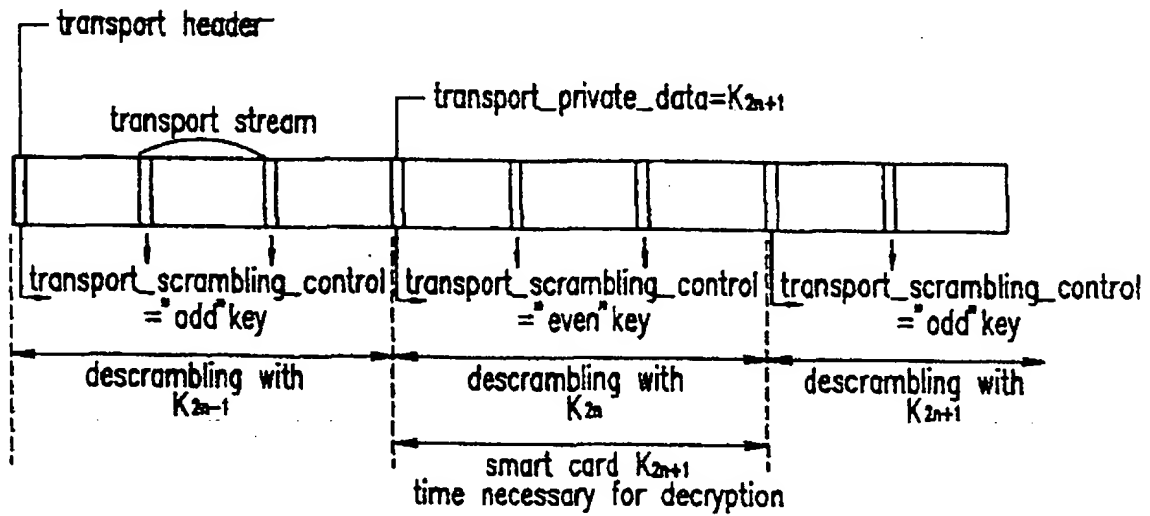 transport header
transport_private_data=K2n+1
transport stream
transport_scrambling_control
="odd"key
transport_scrambling_control
="even"key
transport_scrambling_control
="odd"key
descrambling with
K2n-1
descrambling with
K2n
descrambling with
K2n+1
smart card K2n+1
time necessary for decryption